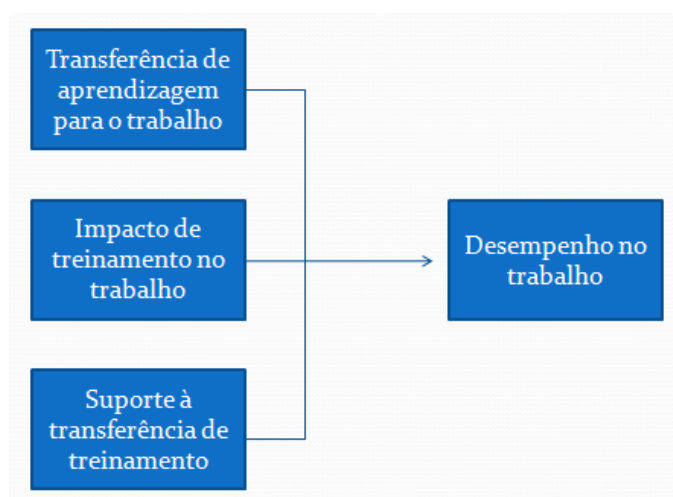 Transferência de
aprendizagem
para o trabalho
Impacto de
treinamento no
trabalho
Desempenho no
trabalho
Suporte à
transferência de
treinamento